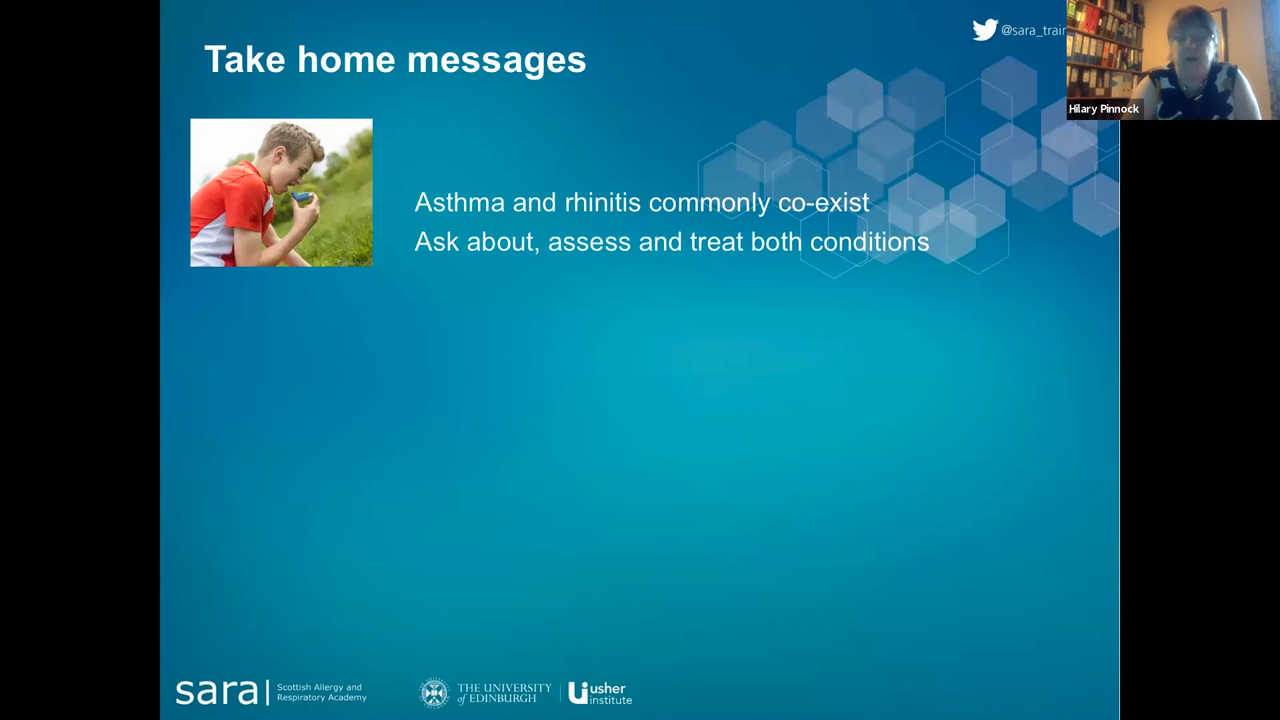 Take home messages
@sara_trai
Hilary Pinnock
Asthma and rhinitis commonly co-exist
Ask about, assess and treat both conditions
sara
Scottish Allergy and
Respiratory Academy
THE UNIVERSITY
of EDINBURGH
usher
institute